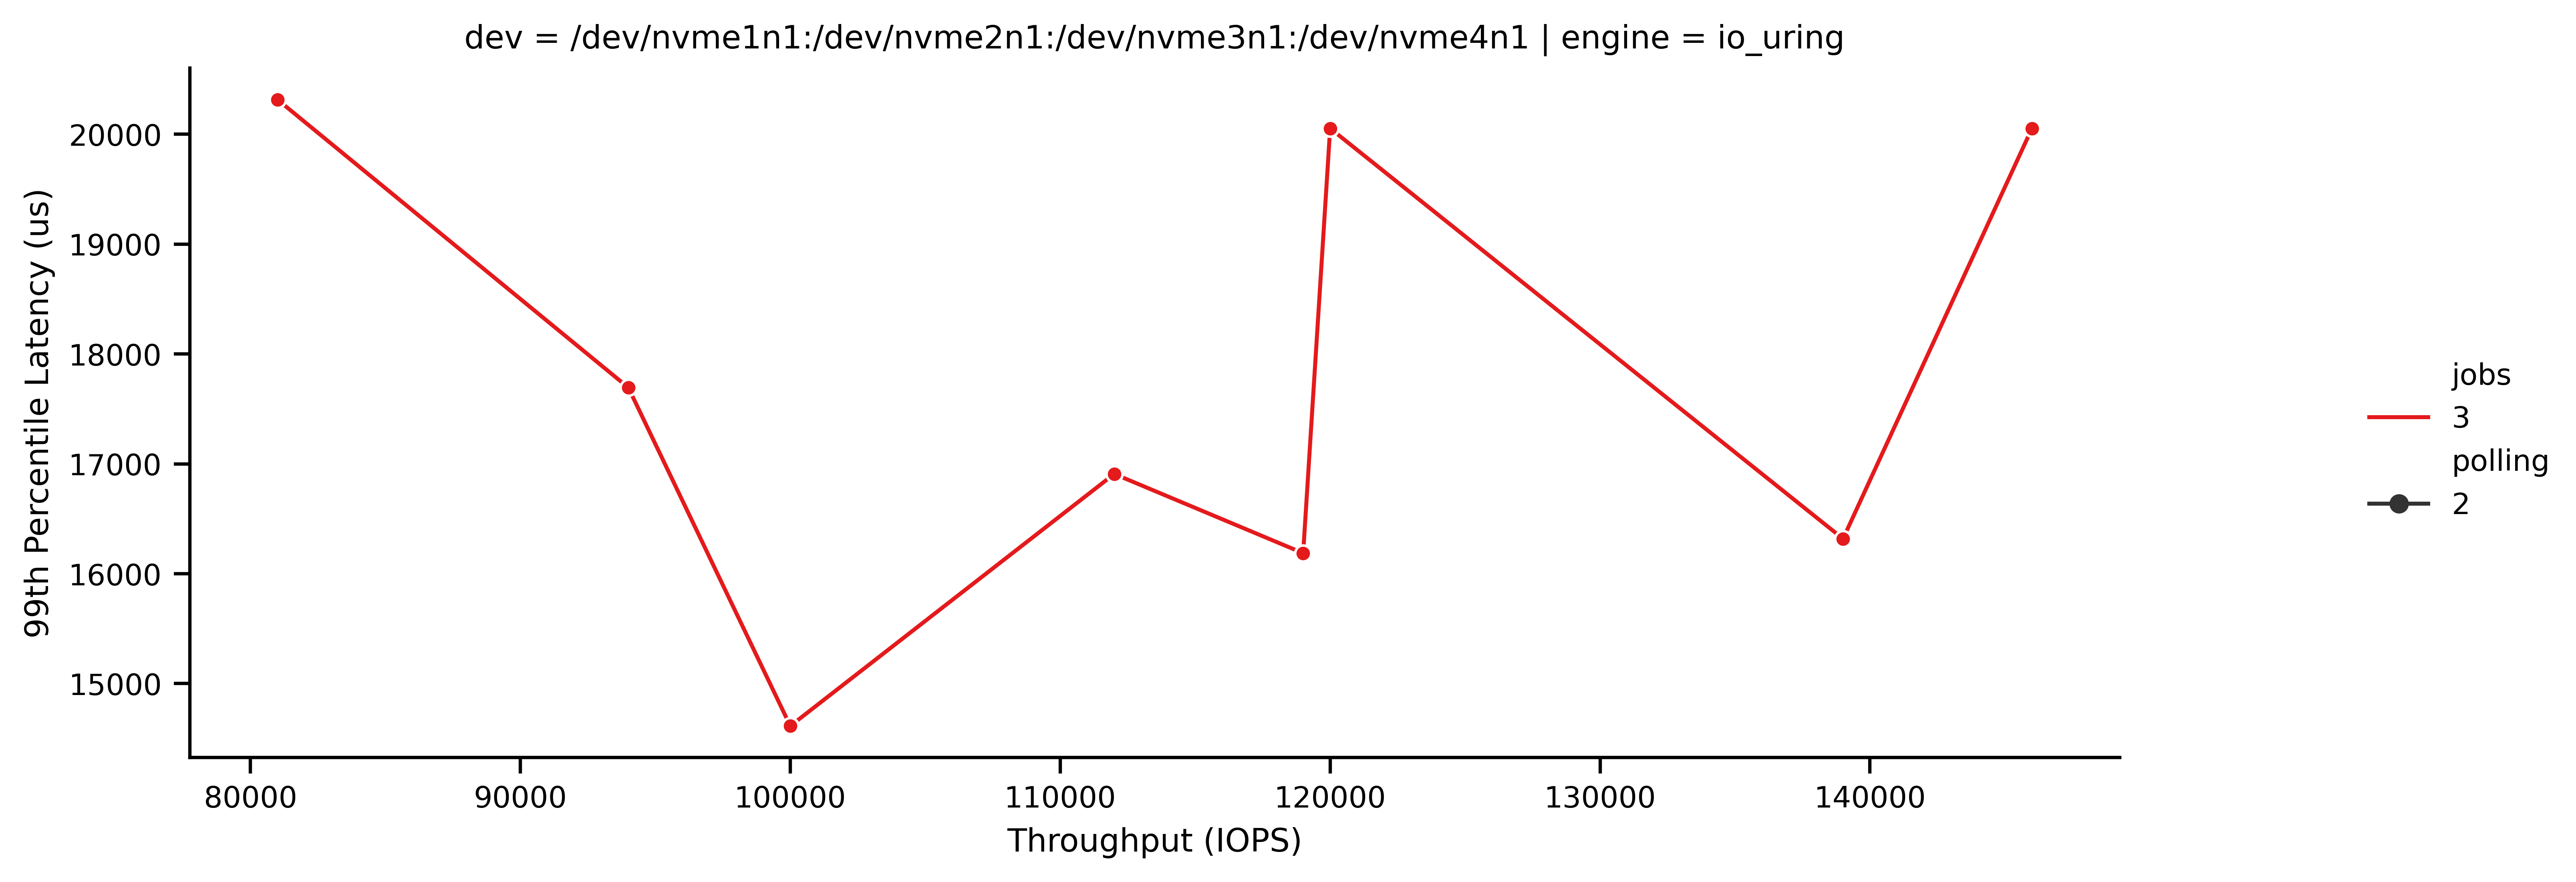 dev = /dev/nvme1n1:/dev/nvme2n1:/dev/nvme3n1:/dev/nvme4n1 | engine = io_uring
99th Percentile Latency (us)
20000
19000
18000
17000
16000
15000
80000 90000 100000 110000 120000 130000 140000
Throughput (IOPS)
jobs
3
polling
2